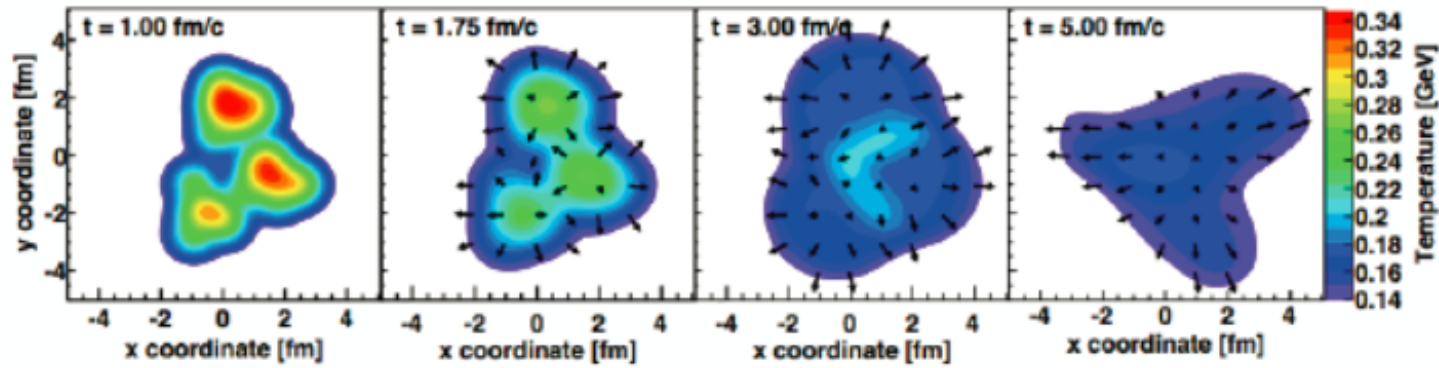 t = 1.00 fm/c
t = 1.75 fm/c
t = 3.00 fm/c
t = 5.00 fm/c
y coordinate [fm]
4
2
0
-2
-4
0.34
0.32
0.3
0.28
0.26
0.24
0.22
0.2
0.18
0.16
0.14
Temperature [GeV]
-4 -2 0 2 4
-4 -2 0 2 4
-4 -2 0 2 4
-4 -2 0 2 4
x coordinate [fm]
x coordinate [fm]
x coordinate [fm]
x coordinate [fm]